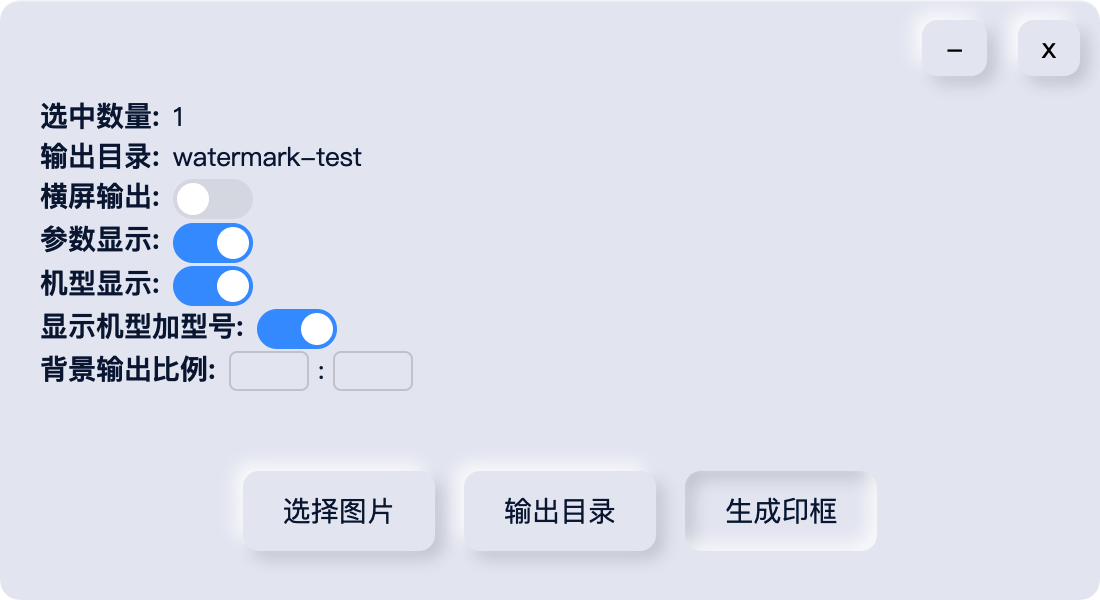 – x
选中数量: 1
输出目录: watermark-test
横屏输出:
参数显示:
机型显示:
显示机型加型号:
背景输出比例: :
选择图片 输出目录 生成印框